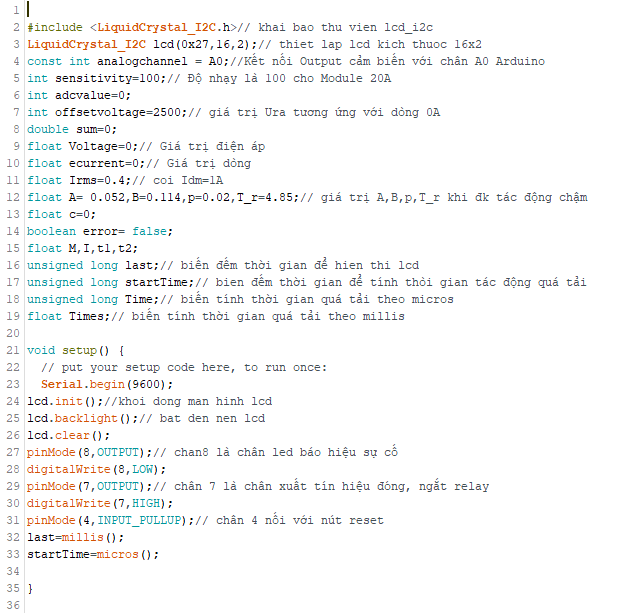 1
2 #include <LiquidCrystal_I2C.h>// khai bao thu vien lcd_i2c
3 LiquidCrystal_I2C lcd(0x27,16,2);// thiet lap lcd kich thuoc 16x2
4 const int analogchannel = A0;//Kết nối Output cảm biến với chân A0 Arduino
5 int sensitivity=100;// Độ nhạy là 100 cho Module 20A
6 int adcvalue=0;
7 int offsetvoltage=2500;// giá trị Ura tương ứng với dòng 0A
8 double sum=0;
9 float Voltage=0;// Giá trị điện áp
10 float ecurrent=0;// Giá trị dòng
11 float Irms=0.4;// coi Idm=1A
12 float A= 0.052,B=0.114,p=0.02,T_r=4.85;// giá trị A,B,p,T_r khi đk tác động chậm
13 float c=0;
14 boolean error= false;
15 float M,I,t1,t2;
16 unsigned long last;// biến đếm thời gian để hien thi lcd
17 unsigned long startTime;// bien đếm thời gian để tính thòi gian tác động quá tải
18 unsigned long Time;// biến tính thời gian quá tải theo micros
19 float Times;// biến tính thời gian quá tải theo millis
20
21 void setup() {
22   // put your setup code here, to run once:
23   Serial.begin(9600);
24 lcd.init();//khoi dong man hinh lcd
25 lcd.backlight();// bat den nen lcd
26 lcd.clear();
27 pinMode(8,OUTPUT);// chan8 là chân led báo hiệu sự cố
28 digitalWrite(8,LOW);
29 pinMode(7,OUTPUT);// chân 7 là chân xuất tín hiệu đóng, ngắt relay
30 digitalWrite(7,HIGH);
31 pinMode(4,INPUT_PULLUP);// chân 4 nối với nút reset
32 last=millis();
33 startTime=micros();
34
35 }
36